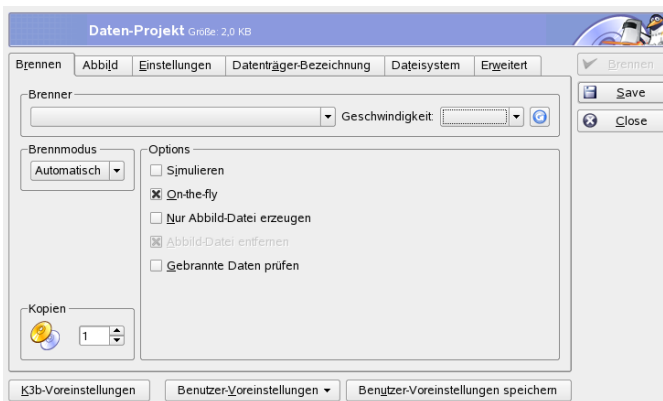 Daten-Projekt Größe: 2,0 KB
Brennen Abbild Einstellungen Datenträger-Bezeichnung Dateisystem Erweitert
Brennen
Save
Close
Brenner
Geschwindigkeit:
Brennmodus
Automatisch
Options
Simulieren
On-the-fly
Nur Abbild-Datei erzeugen
Abbild-Datei entfernen
Gebrannte Daten prüfen
Kopien
1
K3b-Voreinstellungen Benutzer-Voreinstellungen Benutzer-Voreinstellungen speichern